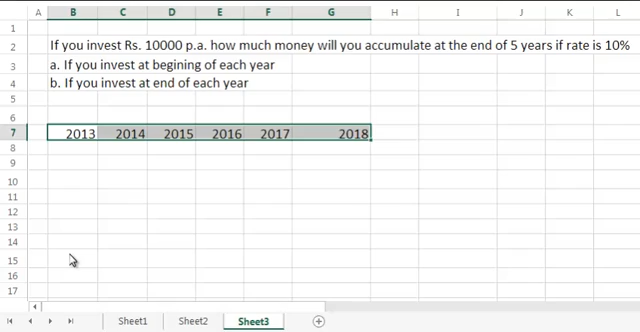 A B C D E F G H I J K L
1
2 If you invest Rs. 10000 p.a. how much money will you accumulate at the end of 5 years if rate is 10%
3 a. If you invest at begining of each year
4 b. If you invest at end of each year
5
6
7 2013 2014 2015 2016 2017 2018
8
9
10
11
12
13
14
15
16
17
Sheet1 Sheet2 Sheet3